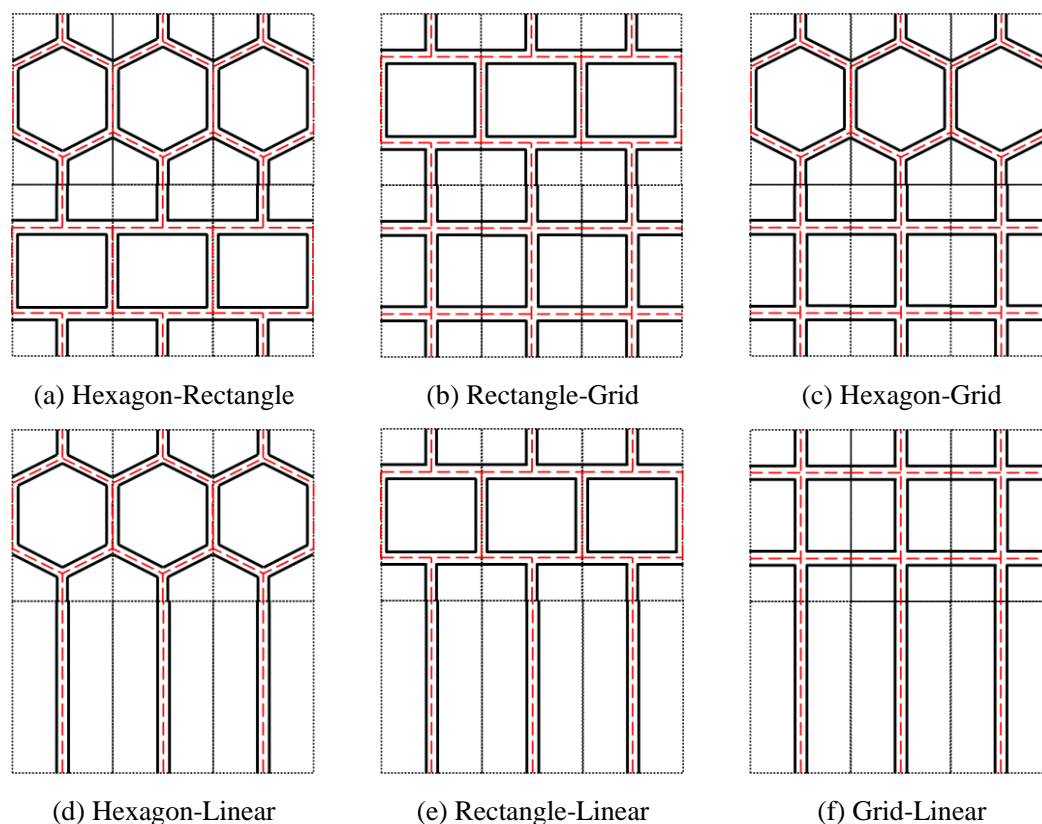 (a) Hexagon-Rectangle
(b) Rectangle-Grid
(c) Hexagon-Grid
(d) Hexagon-Linear
(e) Rectangle-Linear
(f) Grid-Linear